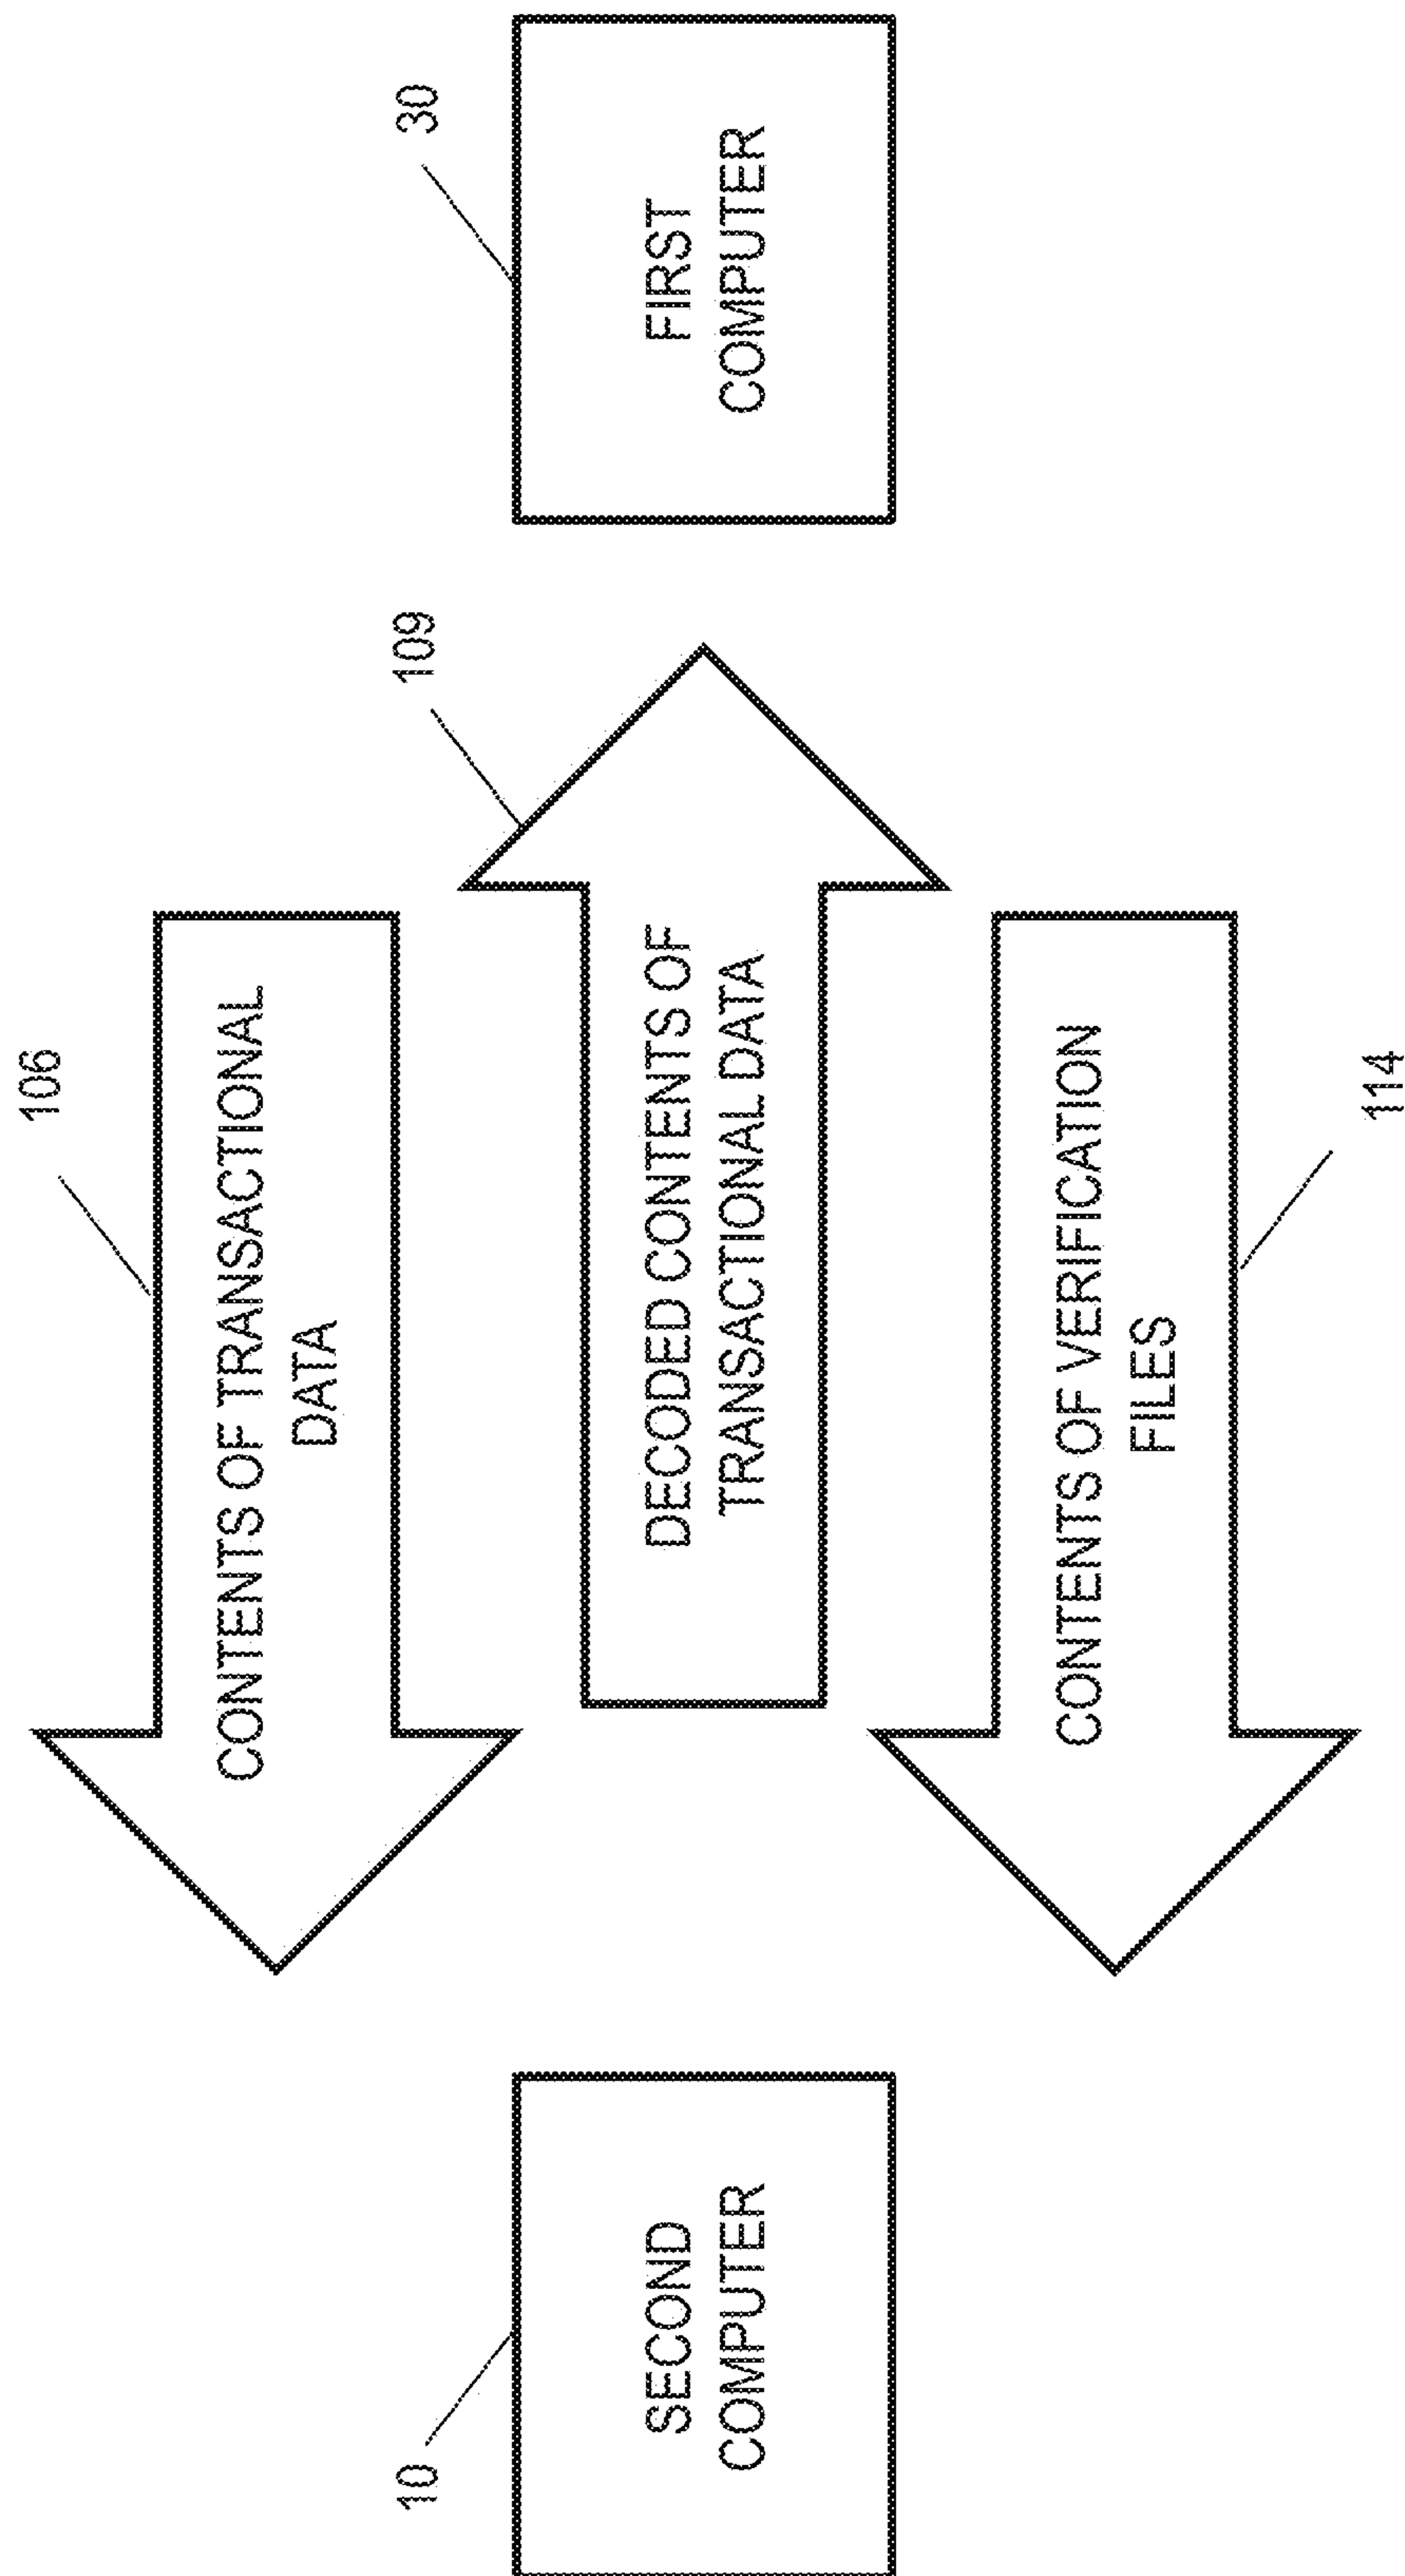 106
CONTENTS OF TRANSACTIONAL
DATA
10
SECOND
COMPUTER
109
DECODED CONTENTS OF
TRANSACTIONAL DATA
30
FIRST
COMPUTER
CONTENTS OF VERIFICATION
FILES
114